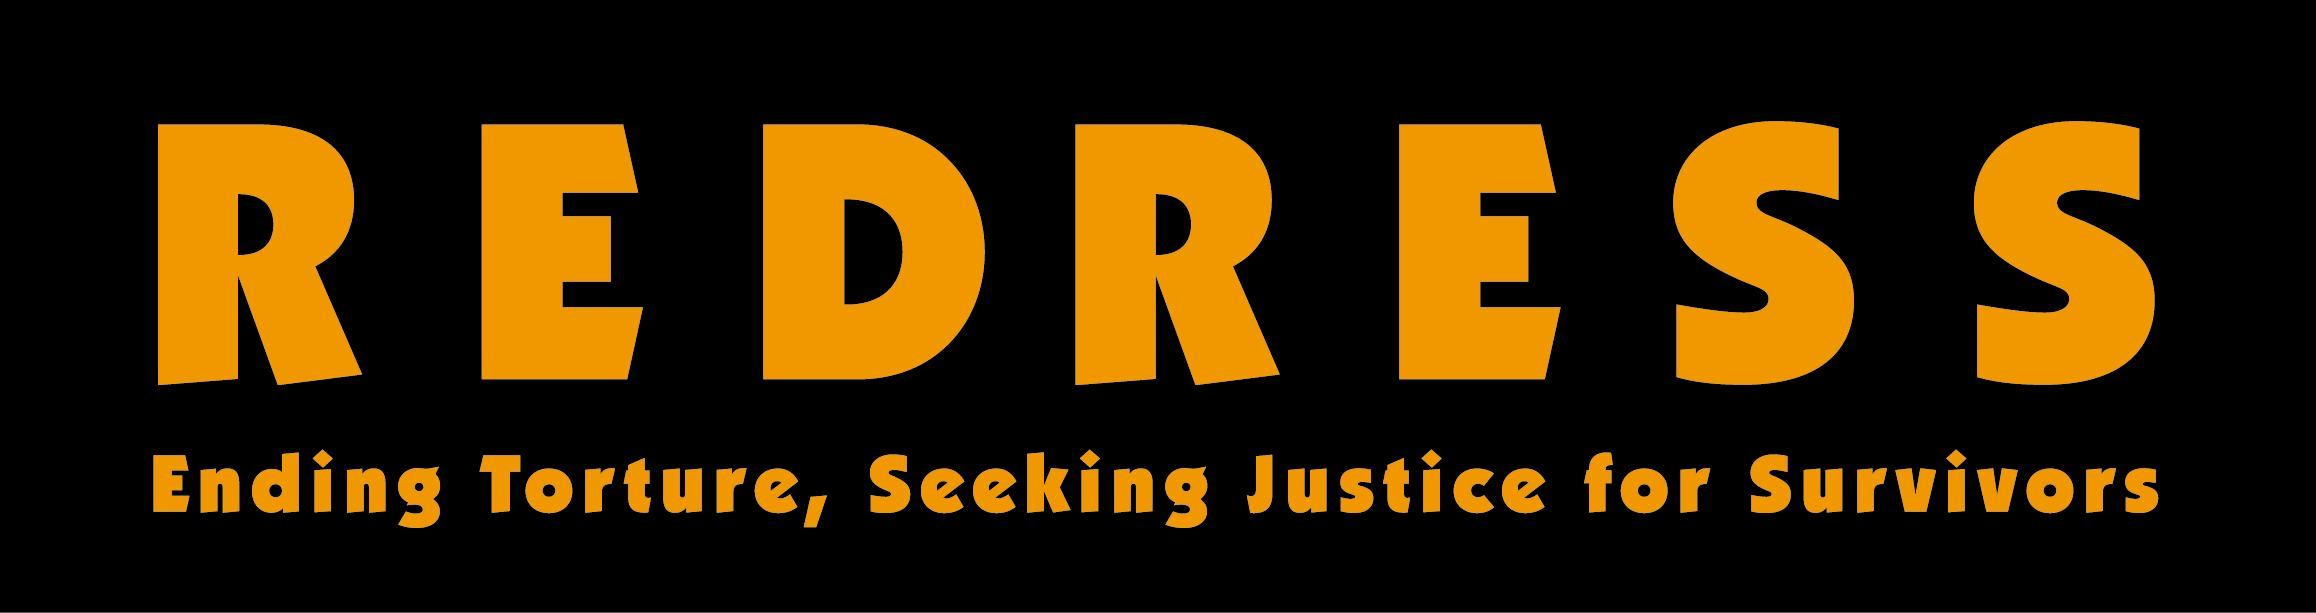 REDRESS
Ending Torture, Seeking Justice for Survivors